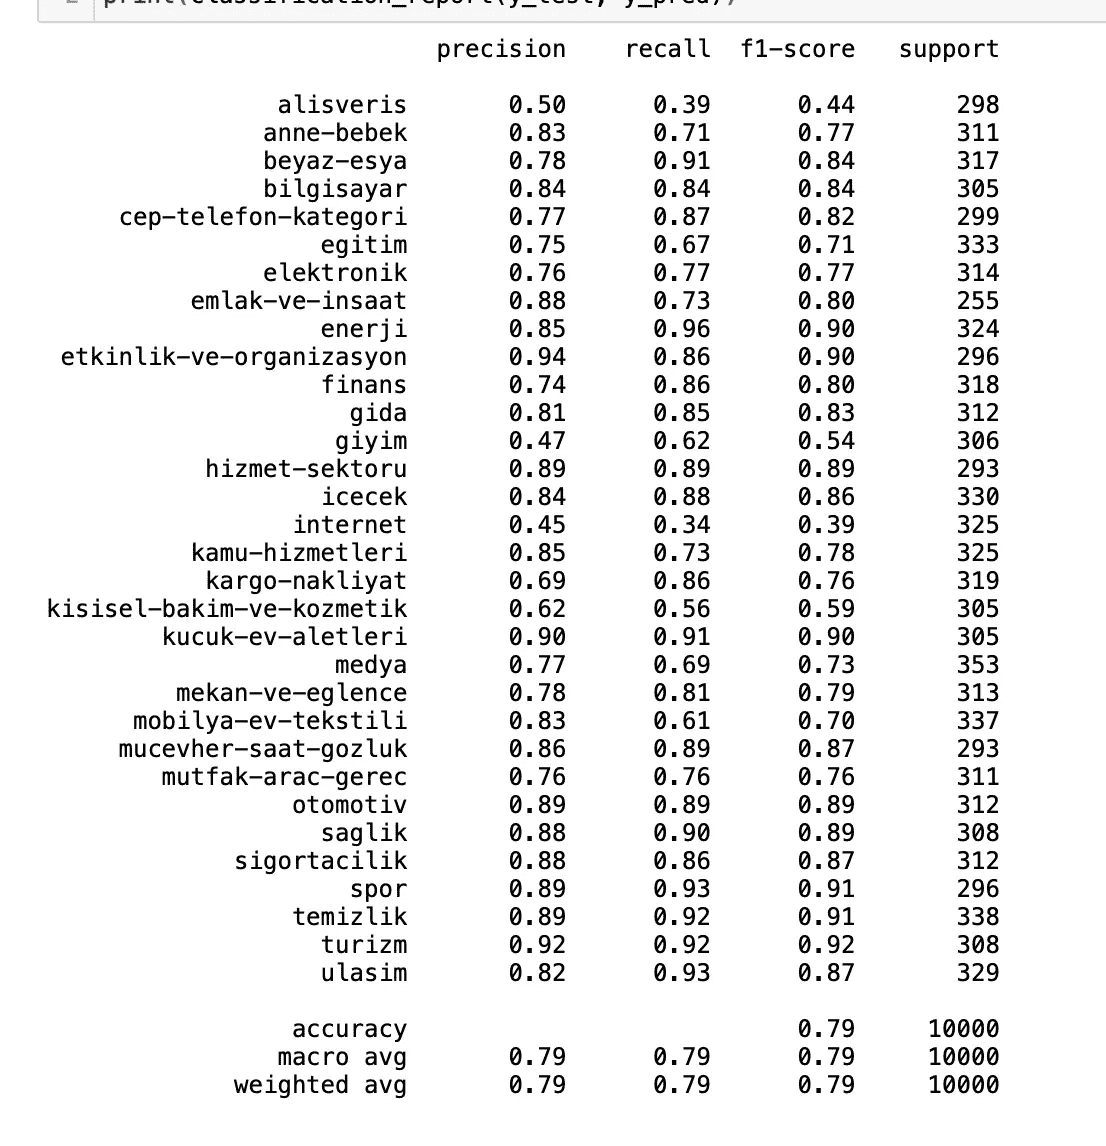 2 print(classification_report(y_test, y_pred))
precision recall f1-score support
alisveris 0.50 0.39 0.44 298
anne-bebek 0.83 0.71 0.77 311
beyaz-esya 0.78 0.91 0.84 317
bilgisayar 0.84 0.84 0.84 305
cep-telefon-kategori 0.77 0.87 0.82 299
egitim 0.75 0.67 0.71 333
elektronik 0.76 0.77 0.77 314
emlak-ve-insaat 0.88 0.73 0.80 255
enerji 0.85 0.96 0.90 324
etkinlik-ve-organizasyon 0.94 0.86 0.90 296
finans 0.74 0.86 0.80 318
gida 0.81 0.85 0.83 312
giyim 0.47 0.62 0.54 306
hizmet-sektoru 0.89 0.89 0.89 293
icecek 0.84 0.88 0.86 330
internet 0.45 0.34 0.39 325
kamu-hizmetleri 0.85 0.73 0.78 325
kargo-nakliyat 0.69 0.86 0.76 319
kisisel-bakim-ve-kozmetik 0.62 0.56 0.59 305
kucuk-ev-aletleri 0.90 0.91 0.90 305
medya 0.77 0.69 0.73 353
mekan-ve-eglence 0.78 0.81 0.79 313
mobilya-ev-tekstili 0.83 0.61 0.70 337
mucevher-saat-gozluk 0.86 0.89 0.87 293
mutfak-arac-gerec 0.76 0.76 0.76 311
otomotiv 0.89 0.89 0.89 312
saglik 0.88 0.90 0.89 308
sigortacilik 0.88 0.86 0.87 312
spor 0.89 0.93 0.91 296
temizlik 0.89 0.92 0.91 338
turizm 0.92 0.92 0.92 308
ulasim 0.82 0.93 0.87 329
accuracy 0.79 10000
macro avg 0.79 0.79 0.79 10000
weighted avg 0.79 0.79 0.79 10000